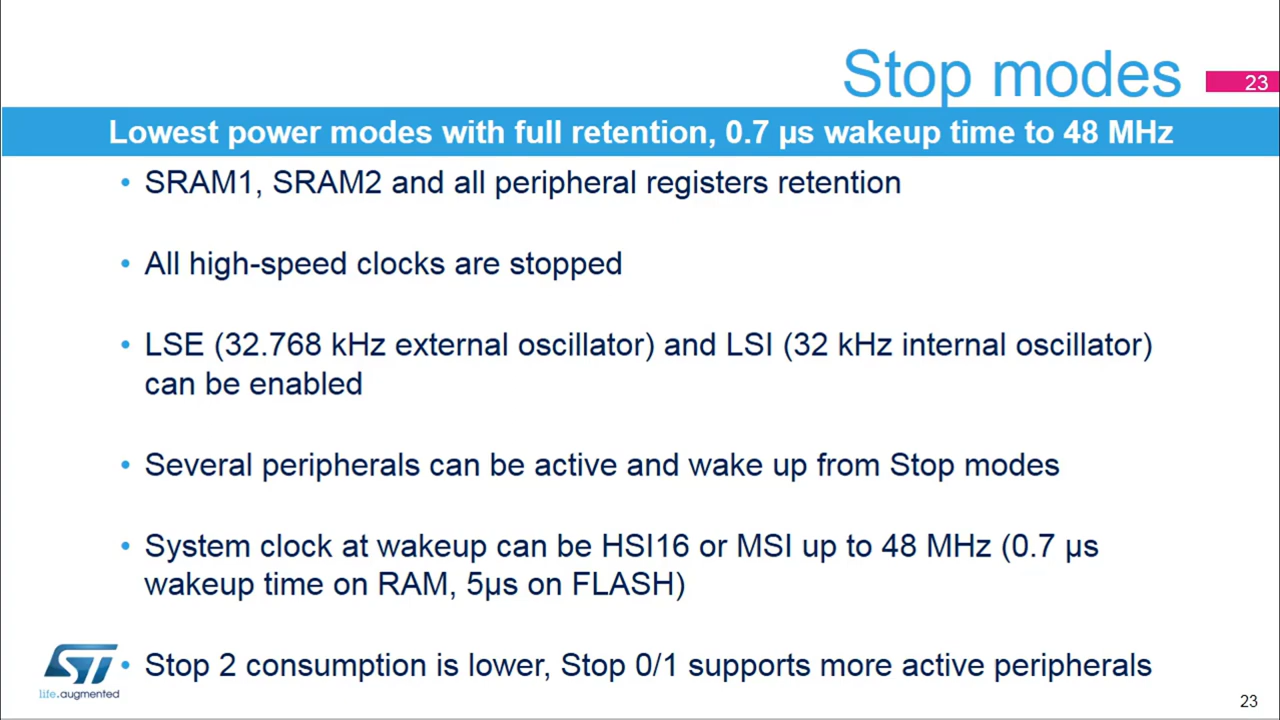 Stop modes
23
Lowest power modes with full retention, 0.7 µs wakeup time to 48 MHz
• SRAM1, SRAM2 and all peripheral registers retention
• All high-speed clocks are stopped
• LSE (32.768 kHz external oscillator) and LSI (32 kHz internal oscillator)
can be enabled
• Several peripherals can be active and wake up from Stop modes
• System clock at wakeup can be HSI16 or MSI up to 48 MHz (0.7 µs
wakeup time on RAM, 5µs on FLASH)
• Stop 2 consumption is lower, Stop 0/1 supports more active peripherals
ST
life.augmented
23